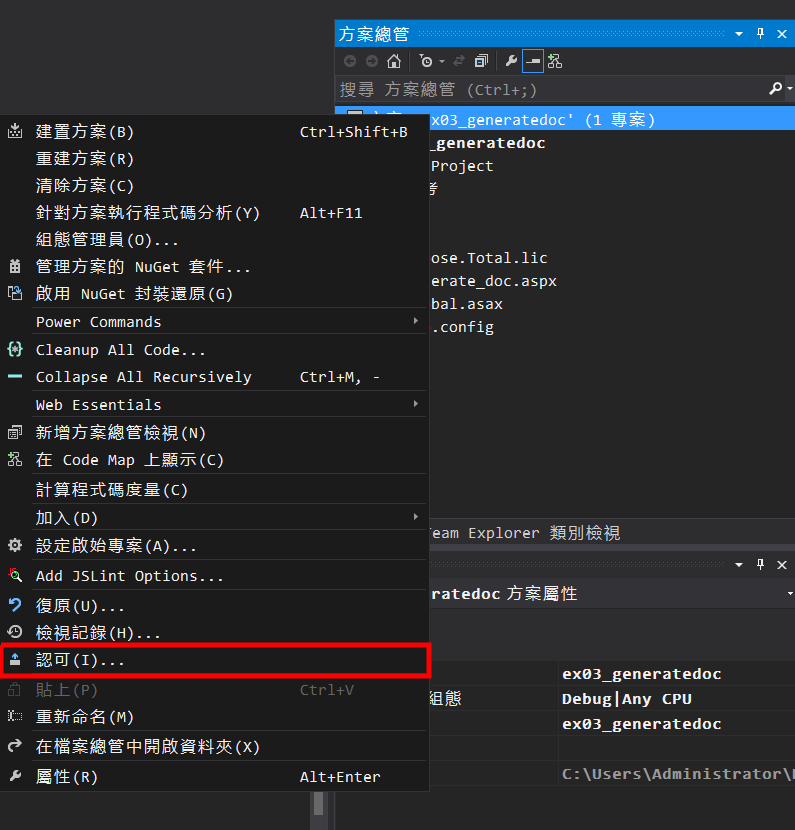 方案總管
搜尋 方案總管 (Ctrl+;)
ex03_generatedoc' (1 專案)
_generatedoc
Project
ose.Total.lic
erate_doc.aspx
bal.asax
.config
建置方案(B) Ctrl+Shift+B
重建方案(R)
清除方案(C)
針對方案執行程式碼分析(Y) Alt+F11
組態管理員(O)...
管理方案的 NuGet 套件...
啟用 NuGet 封裝還原(G)
Power Commands
Cleanup All Code...
Collapse All Recursively Ctrl+M, -
Web Essentials
新增方案總管檢視(N)
在 Code Map 上顯示(C)
計算程式碼度量(C)
加入(D)
設定啟始專案(A)...
Add JSLint Options...
復原(U)...
檢視記錄(H)...
認可(I)...
貼上(P) Ctrl+V
重新命名(M)
在檔案總管中開啟資料夾(X)
屬性(R) Alt+Enter
Team Explorer 類別檢視
ratedoc 方案屬性
ex03_generatedoc
組態 Debug|Any CPU
ex03_generatedoc
C:\Users\Administrator\